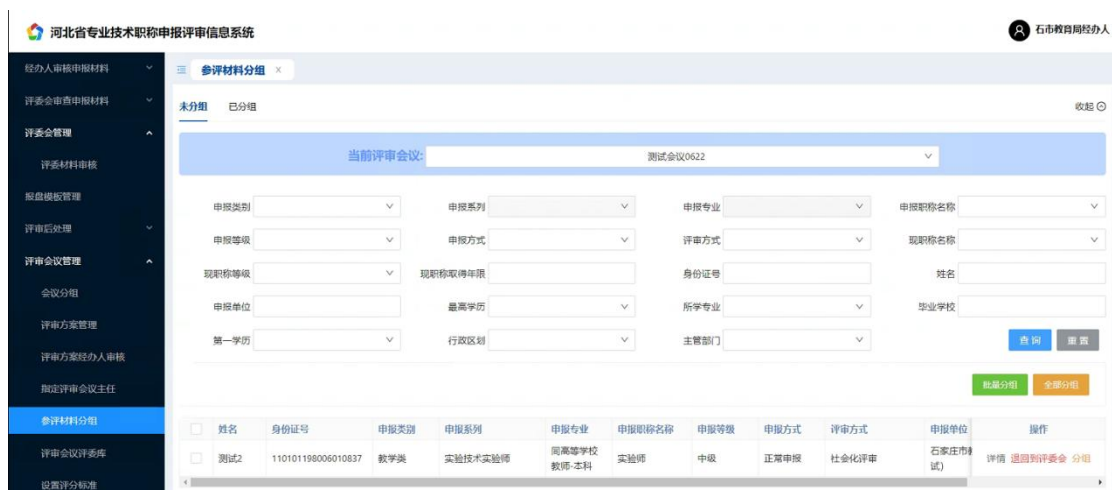 河北省专业技术职称申报评审信息系统
石市教育局经办人
经办人审核申报材料
评委会审查申报材料
评委会管理
评委材料审核
报盘模板管理
评审后处理
评审会议管理
会议分组
评审方案管理
评审方案经办人审核
指定评审会议主任
参评材料分组
评审会议评委库
设置评分标准
参评材料分组 ×
未分组 已分组 收起
当前评审会议: 测试会议0622
申报类别 申报系列 申报专业 申报职称名称
申报等级 申报方式 评审方式 现职称名称
现职称等级 现职称取得年限 身份证号 姓名
申报单位 最高学历 所学专业 毕业学校
第一学历 行政区划 主管部门 查询 重置
批量分组 全部分组
姓名 身份证号 申报类别 申报系列 申报专业 申报职称名称 申报等级 申报方式 评审方式 申报单位 操作
测试2 110101198006010837 教学类 实验技术实验师 同高等学校教师-本科 实验师 中级 正常申报 社会化评审 石家庄市 试) 详情 退回到评委会 分组